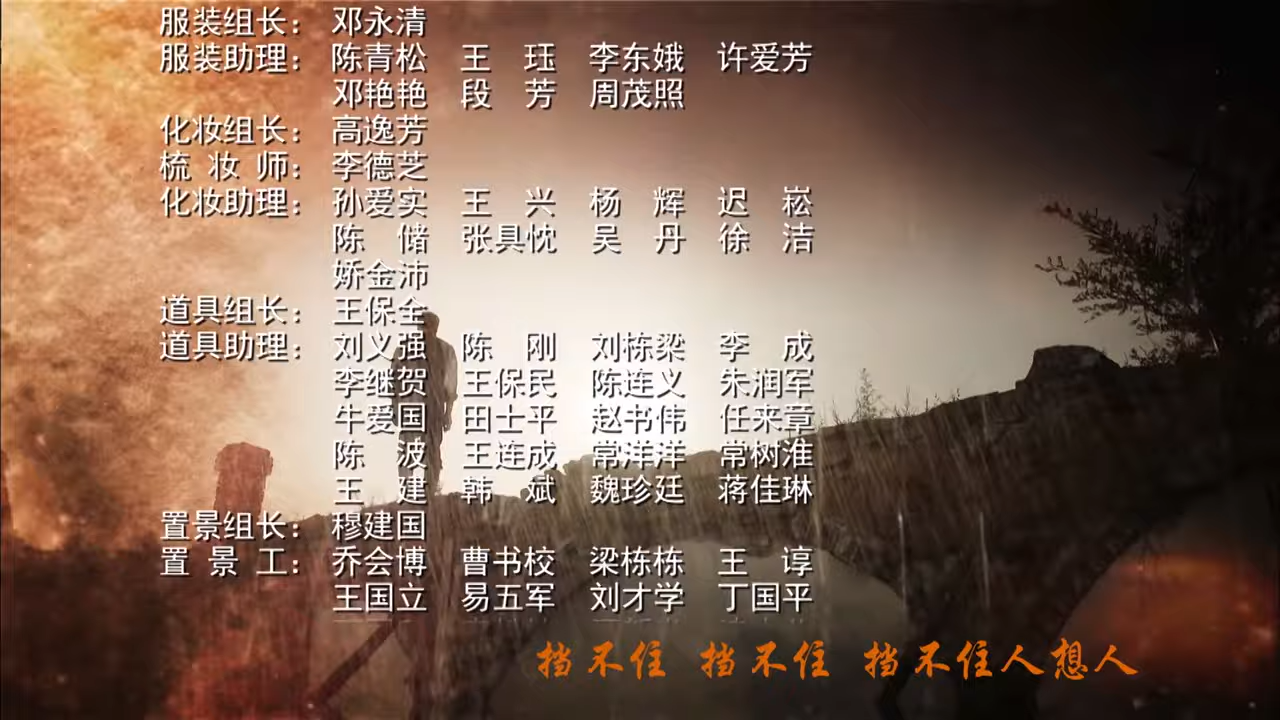 服装组长： 邓永清
服装助理： 陈青松 王 珏 李东娥 许爱芳
邓艳艳 段 芳 周茂照
化妆组长： 高逸芳
梳 妆 师： 李德芝
化妆助理： 孙爱实 王 兴 杨 辉 迟 崧
陈 储 张具忱 吴 丹 徐 洁
娇金沛
道具组长： 王保全
道具助理： 刘义强 陈 刚 刘栋梁 李 成
李继贺 王保民 陈连义 朱润军
牛爱国 田士平 赵书伟 任来章
陈 波 王连成 常洋洋 常树淮
王 建 韩 斌 魏珍廷 蒋佳琳
置景组长： 穆建国
置 景 工： 乔会博 曹书校 梁栋栋 王 谆
王国立 易五军 刘才学 丁国平
挡不住 挡不住 挡不住人想人